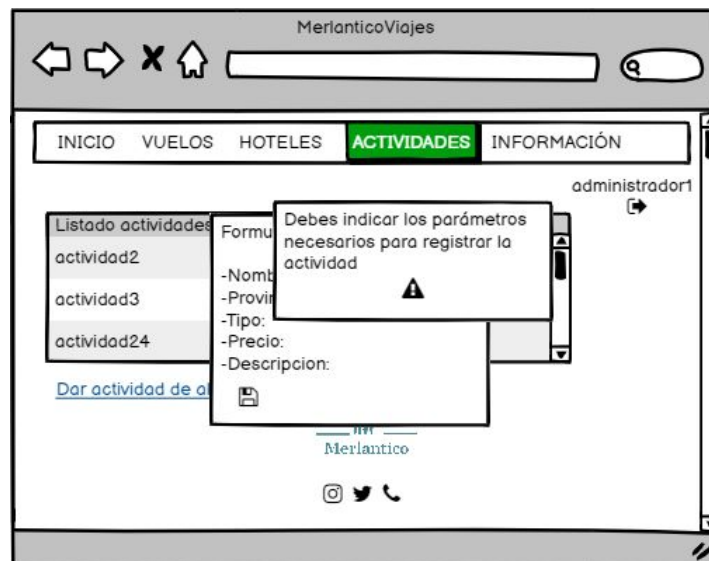 MerlanticoViajes
INICIO VUELOS HOTELES ACTIVIDADES INFORMACIÓN
administrador1
Listado actividades
actividad2
actividad3
actividad24
Dar actividad de al
Formu
-Nomb
-Provin
-Tipo:
-Precio:
-Descripcion:
Debes indicar los parámetros
necesarios para registrar la
actividad
Merlantico